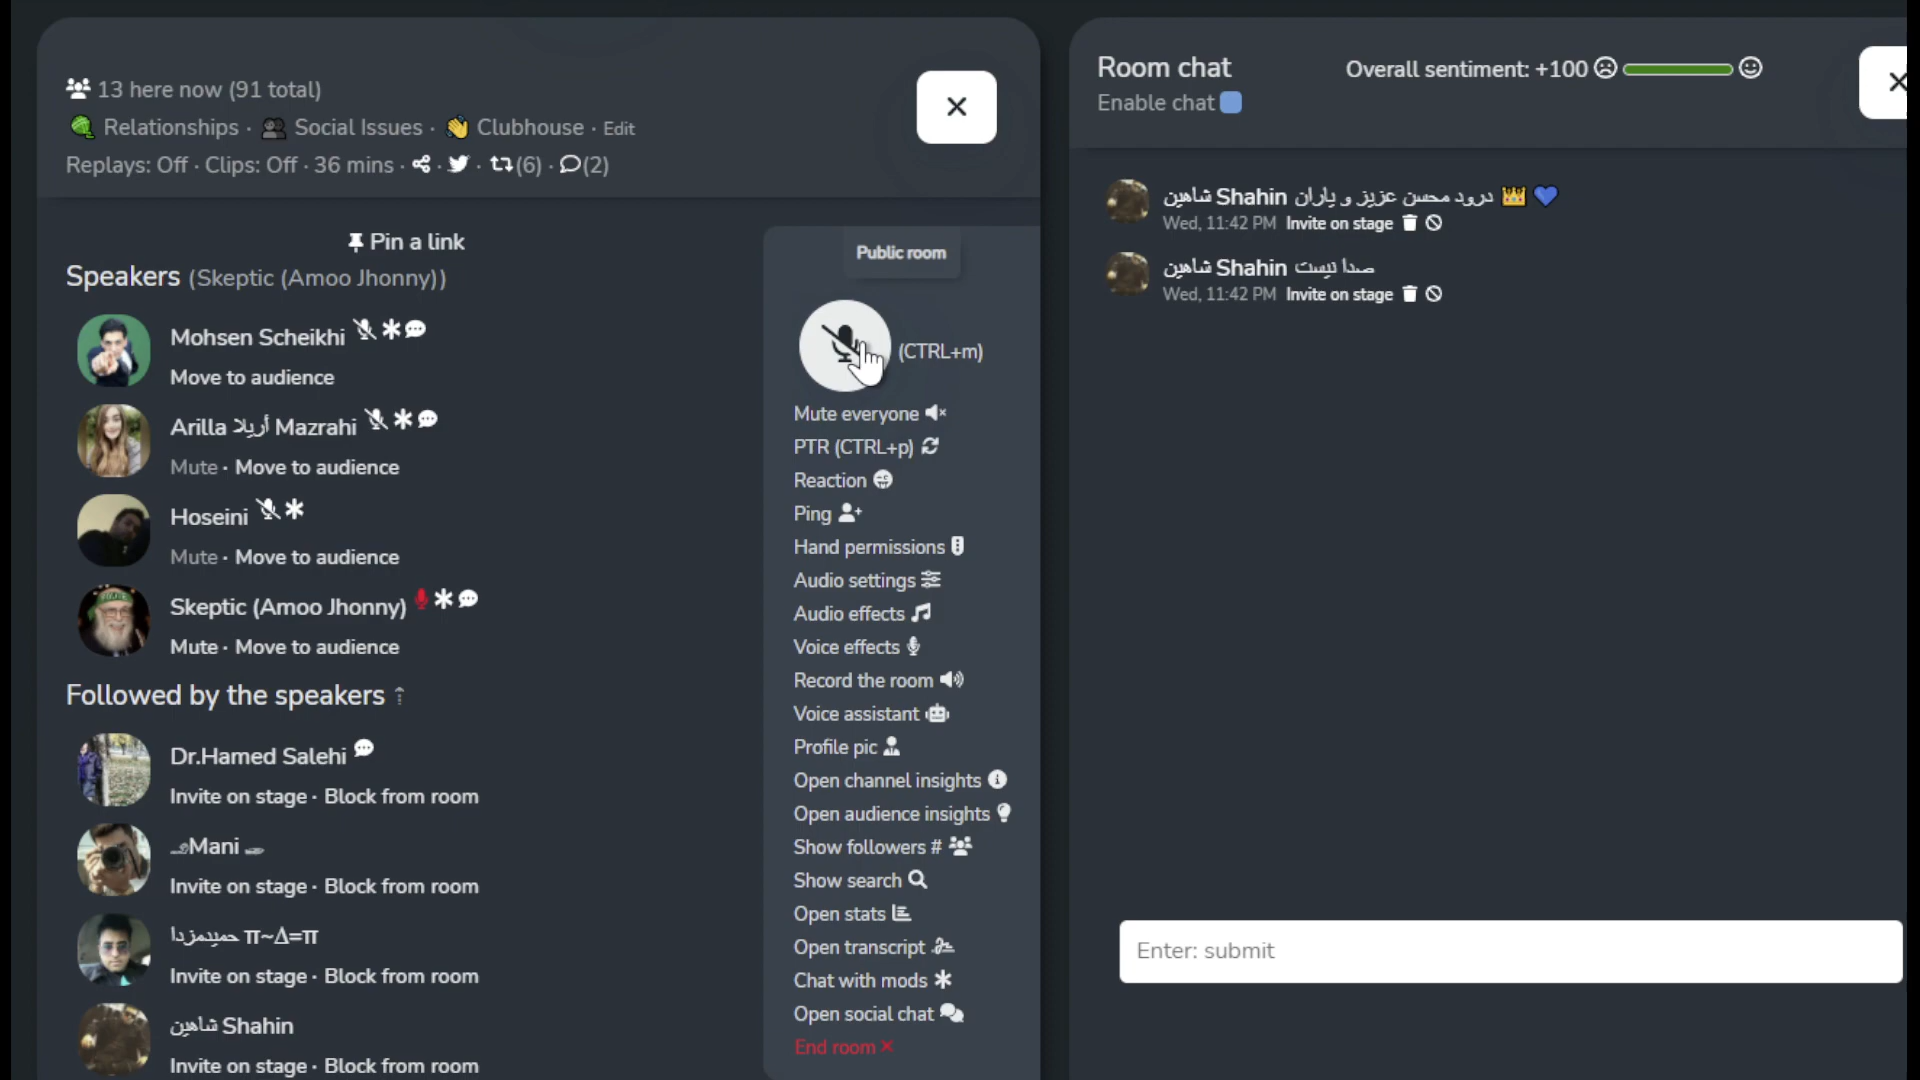 13 here now (91 total)
Relationships · Social Issues · Clubhouse · Edit
Replays: Off · Clips: Off · 36 mins · · · (6) · (2)
Pin a link
Speakers (Skeptic (Amoo Jhonny))
Mohsen Scheikhi
Move to audience
Arilla أريلا Mazrahi
Mute · Move to audience
Hoseini
Mute · Move to audience
Skeptic (Amoo Jhonny)
Mute · Move to audience
Followed by the speakers
Dr.Hamed Salehi
Invite on stage · Block from room
Mani
Invite on stage · Block from room
حمیدمزدا π~Δ=π
Invite on stage · Block from room
شاهین Shahin
Invite on stage · Block from room
Public room
(CTRL+m)
Mute everyone
PTR (CTRL+p)
Reaction
Ping
Hand permissions
Audio settings
Audio effects
Voice effects
Record the room
Voice assistant
Profile pic
Open channel insights
Open audience insights
Show followers #
Show search
Open stats
Open transcript
Chat with mods
Open social chat
End room
Room chat
Overall sentiment: +100
Enable chat
شاهین Shahin درود محسن عزیز و یاران 👑 💙
Wed, 11:42 PM Invite on stage
شاهین Shahin صدا نیست
Wed, 11:42 PM Invite on stage
Enter: submit